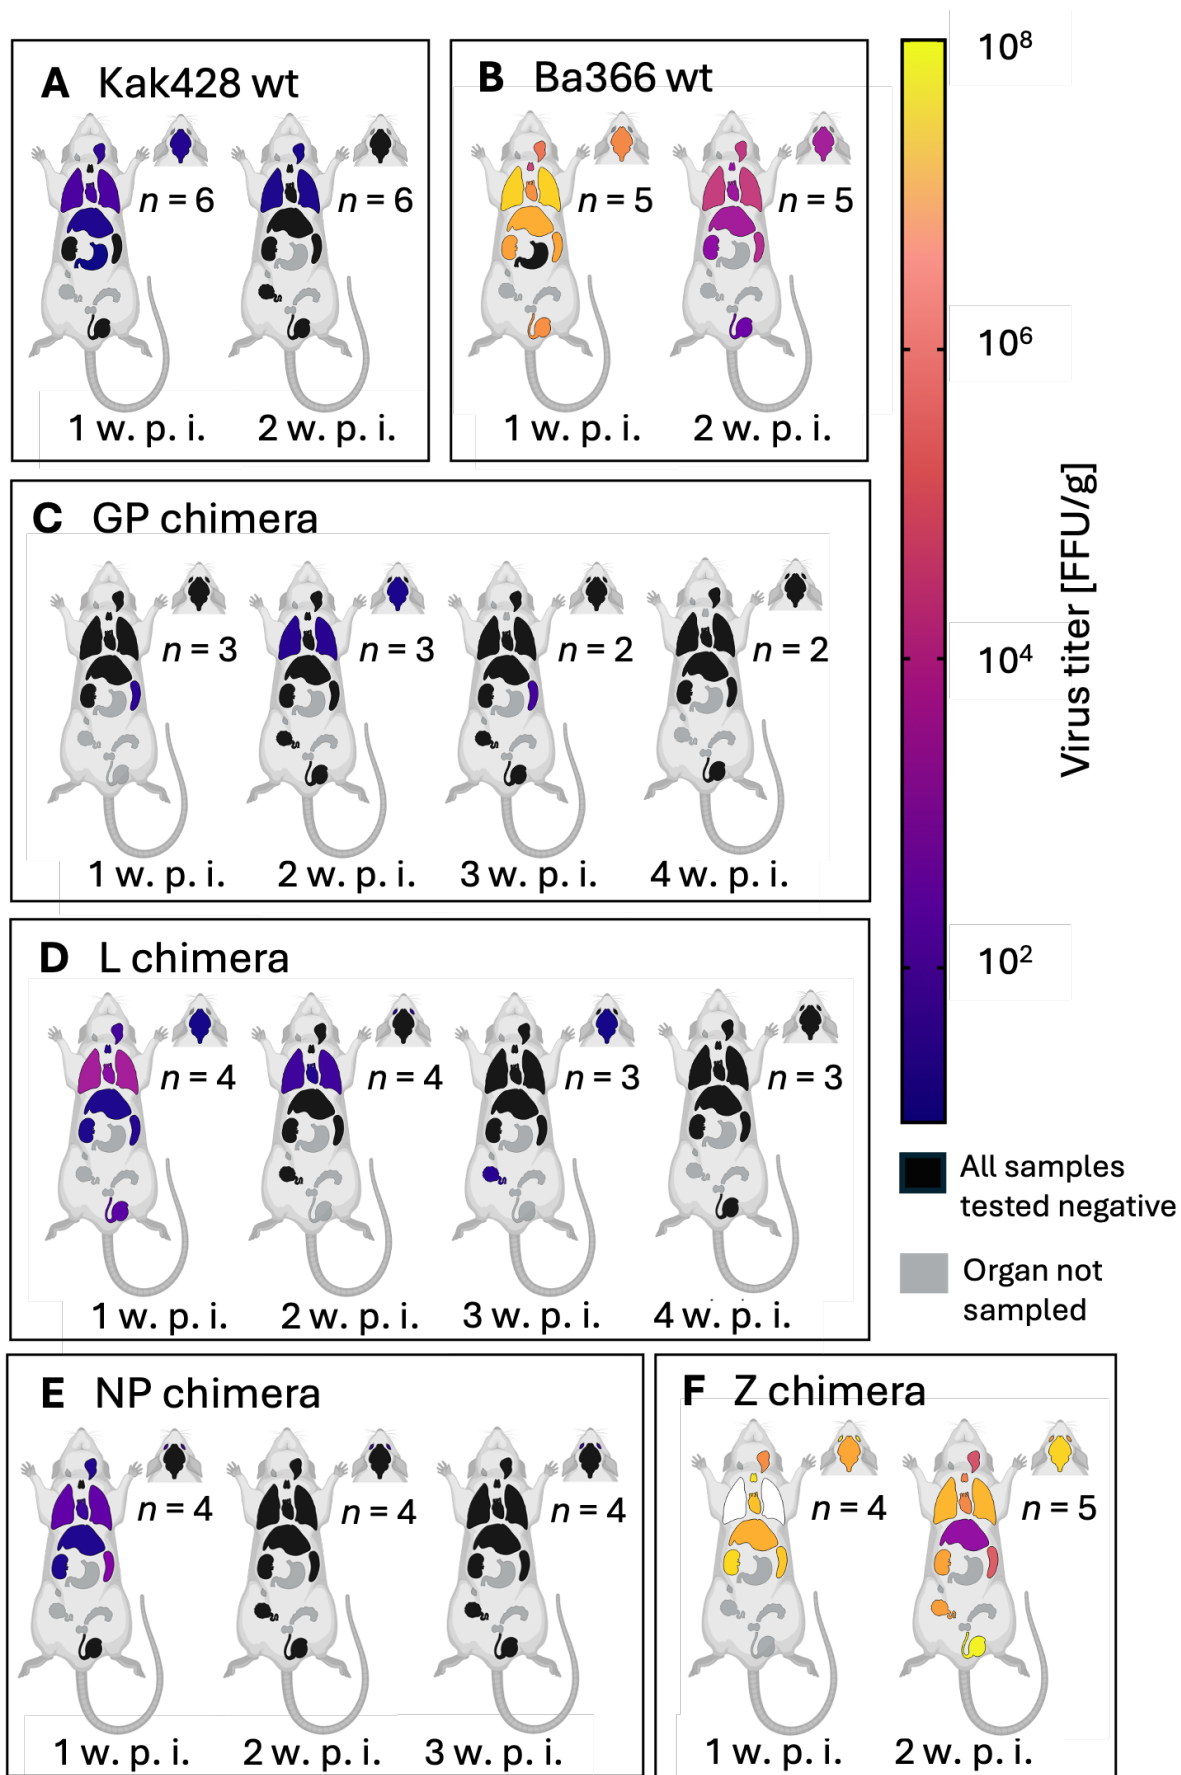 A Kak428 wt
n = 6
n = 6
1 w. p. i.
2 w. p. i.
B Ba366 wt
n = 5
n = 5
1 w. p. i.
2 w. p. i.
C GP chimera
n = 3
n = 3
n = 2
n = 2
1 w. p. i.
2 w. p. i.
3 w. p. i.
4 w. p. i.
D L chimera
n = 4
n = 4
n = 3
n = 3
1 w. p. i.
2 w. p. i.
3 w. p. i.
4 w. p. i.
E NP chimera
n = 4
n = 4
n = 4
1 w. p. i.
2 w. p. i.
3 w. p. i.
F Z chimera
n = 4
n = 5
1 w. p. i.
2 w. p. i.
10⁸
10⁶
10⁴
10²
Virus titer [FFU/g]
All samples
tested negative
Organ not
sampled